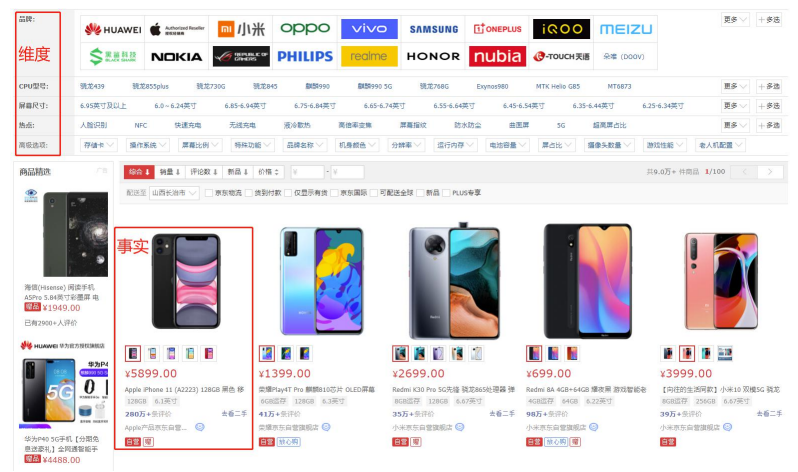 品牌:
HUAWEI Authorized Reseller 小米 OPPO vivo SAMSUNG ONEPLUS iQOO MEIZU
更多 多选
黑鲨科技 BLACK SHARK NOKIA REPUBLIC OF GAMERS PHILIPS realme HONOR nubia K-TOUCH天语 朵唯（DOOV）
维度
CPU型号: 骁龙439 骁龙855plus 骁龙730G 骁龙845 麒麟990 麒麟990 5G 骁龙768G Exynos980 MTK Helio G85 MT6873 更多 多选
屏幕尺寸: 6.95英寸及以上 6.0～6.24英寸 6.85-6.94英寸 6.75-6.84英寸 6.65-6.74英寸 6.55-6.64英寸 6.45-6.54英寸 6.35-6.44英寸 6.25-6.34英寸 更多 多选
热点: 人脸识别 NFC 快速充电 无线充电 液冷散热 高倍率变焦 屏幕指纹 防水防尘 曲面屏 5G 超高屏占比 更多 多选
高级选项: 存储卡 操作系统 屏幕比例 特殊功能 品牌名称 机身颜色 分辨率 运行内存 电池容量 屏占比 摄像头数量 游戏性能 老人机配置
商品精选 广告
综合 销量 评论数 新品 价格 ¥ - ¥ 共9.0万+ 件商品 1/100
配送至 山西长治市 京东物流 货到付款 仅显示有货 京东国际 可配送全球 新品 PLUS专享
事实
海信(Hisense) 阅读手机
A5Pro 5.84英寸彩墨屏 电
赠品 ¥1949.00
已有2900+人评价
HUAWEI 华为官方授权旗舰店
华为P4
5G
华为P40 5G手机【分期免
息送豪礼】全网通智能手
赠品 ¥4488.00
¥5899.00
Apple iPhone 11 (A2223) 128GB 黑色 移
128GB 6.1英寸
280万+条评价 去看二手
Apple产品京东自营...
自营 赠
¥1399.00
荣耀Play4T Pro 麒麟810芯片 OLED屏幕
6GB运存 128GB 6.3英寸
41万+条评价
荣耀京东自营旗舰店
自营 放心购
¥2699.00
Redmi K30 Pro 5G先锋 骁龙865处理器 弹
8GB运存 128GB 6.67英寸
35万+条评价 去看二手
小米京东自营旗舰店
自营 赠
¥699.00
Redmi 8A 4GB+64GB 曜夜黑 游戏智能老
4GB运存 64GB 6.22英寸
98万+条评价
小米京东自营旗舰店
自营 放心购 赠
¥3999.00
【向往的生活同款】小米10 双模5G 骁龙
8GB运存 256GB 6.67英寸
39万+条评价 去看二手
小米京东自营旗舰店
自营 赠